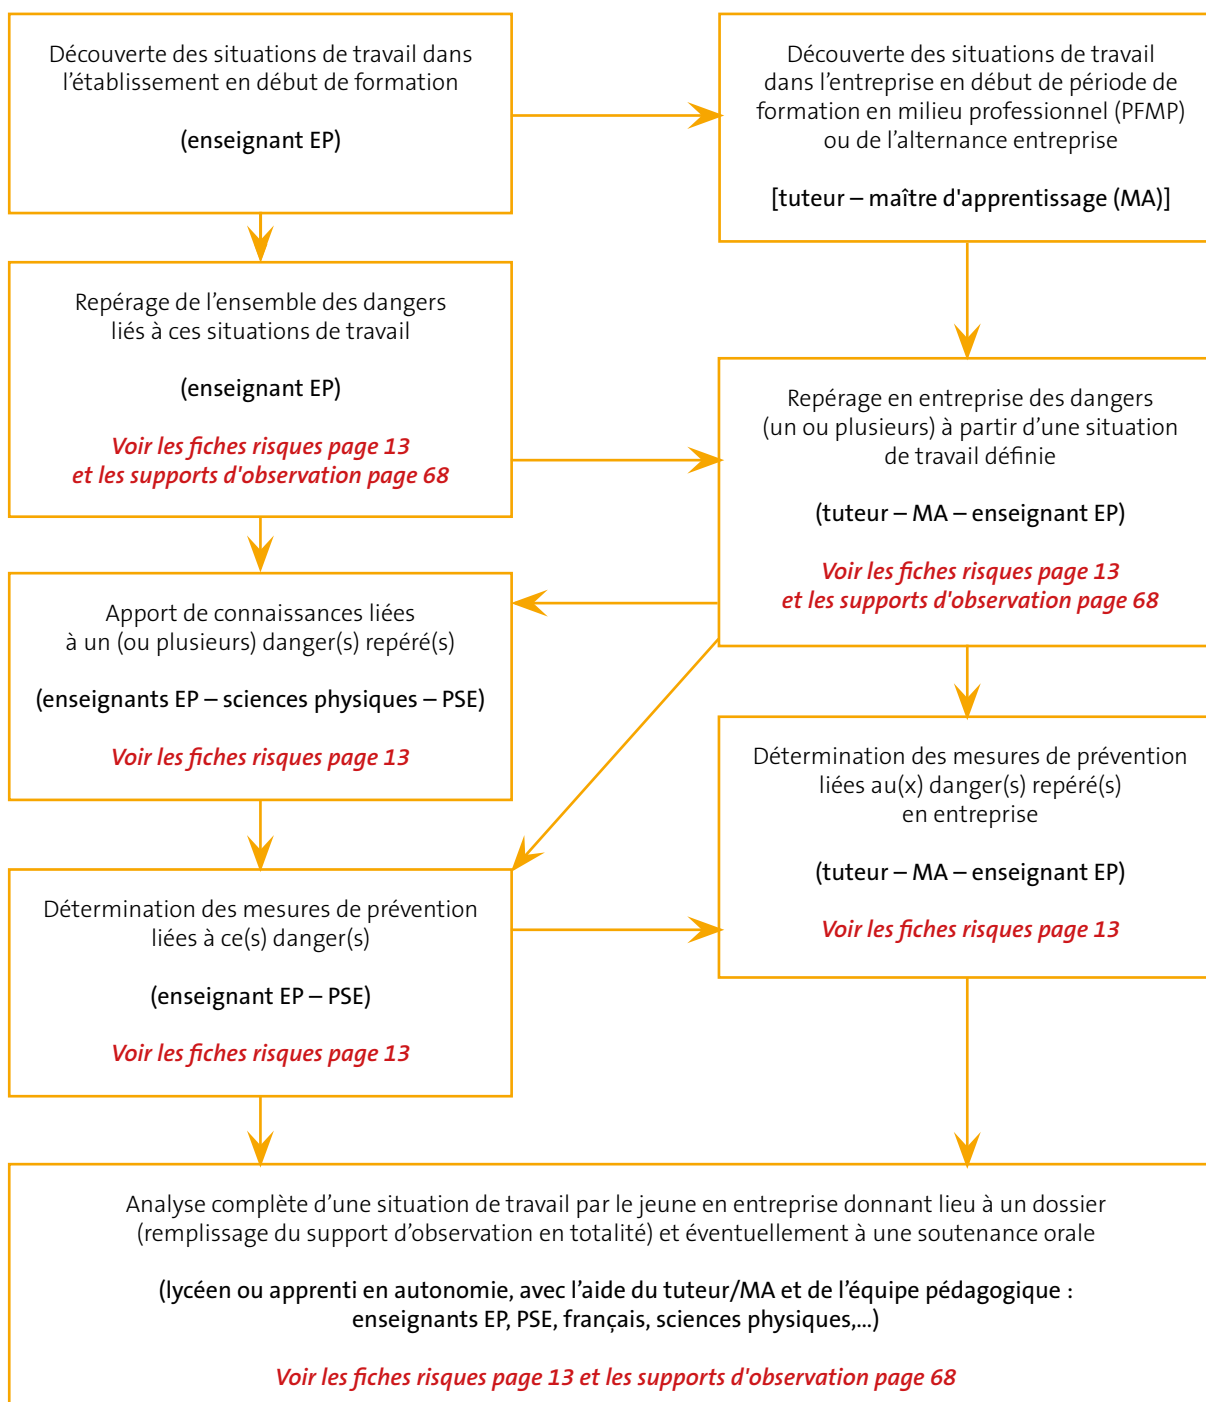 Découverte des situations de travail dans
l'établissement en début de formation
(enseignant EP)
Découverte des situations de travail
dans l'entreprise en début de période de
formation en milieu professionnel (PFMP)
ou de l'alternance entreprise
[tuteur – maître d'apprentissage (MA)]
Repérage de l'ensemble des dangers
liés à ces situations de travail
(enseignant EP)
Voir les fiches risques page 13
et les supports d'observation page 68
Repérage en entreprise des dangers
(un ou plusieurs) à partir d'une situation
de travail définie
(tuteur – MA – enseignant EP)
Voir les fiches risques page 13
et les supports d'observation page 68
Apport de connaissances liées
à un (ou plusieurs) danger(s) repéré(s)
(enseignants EP – sciences physiques – PSE)
Voir les fiches risques page 13
Détermination des mesures de prévention
liées au(x) danger(s) repéré(s)
en entreprise
(tuteur – MA – enseignant EP)
Voir les fiches risques page 13
Détermination des mesures de prévention
liées à ce(s) danger(s)
(enseignant EP – PSE)
Voir les fiches risques page 13
Analyse complète d'une situation de travail par le jeune en entreprise donnant lieu à un dossier
(remplissage du support d'observation en totalité) et éventuellement à une soutenance orale
(lycéen ou apprenti en autonomie, avec l'aide du tuteur/MA et de l'équipe pédagogique :
enseignants EP, PSE, français, sciences physiques,...)
Voir les fiches risques page 13 et les supports d'observation page 68